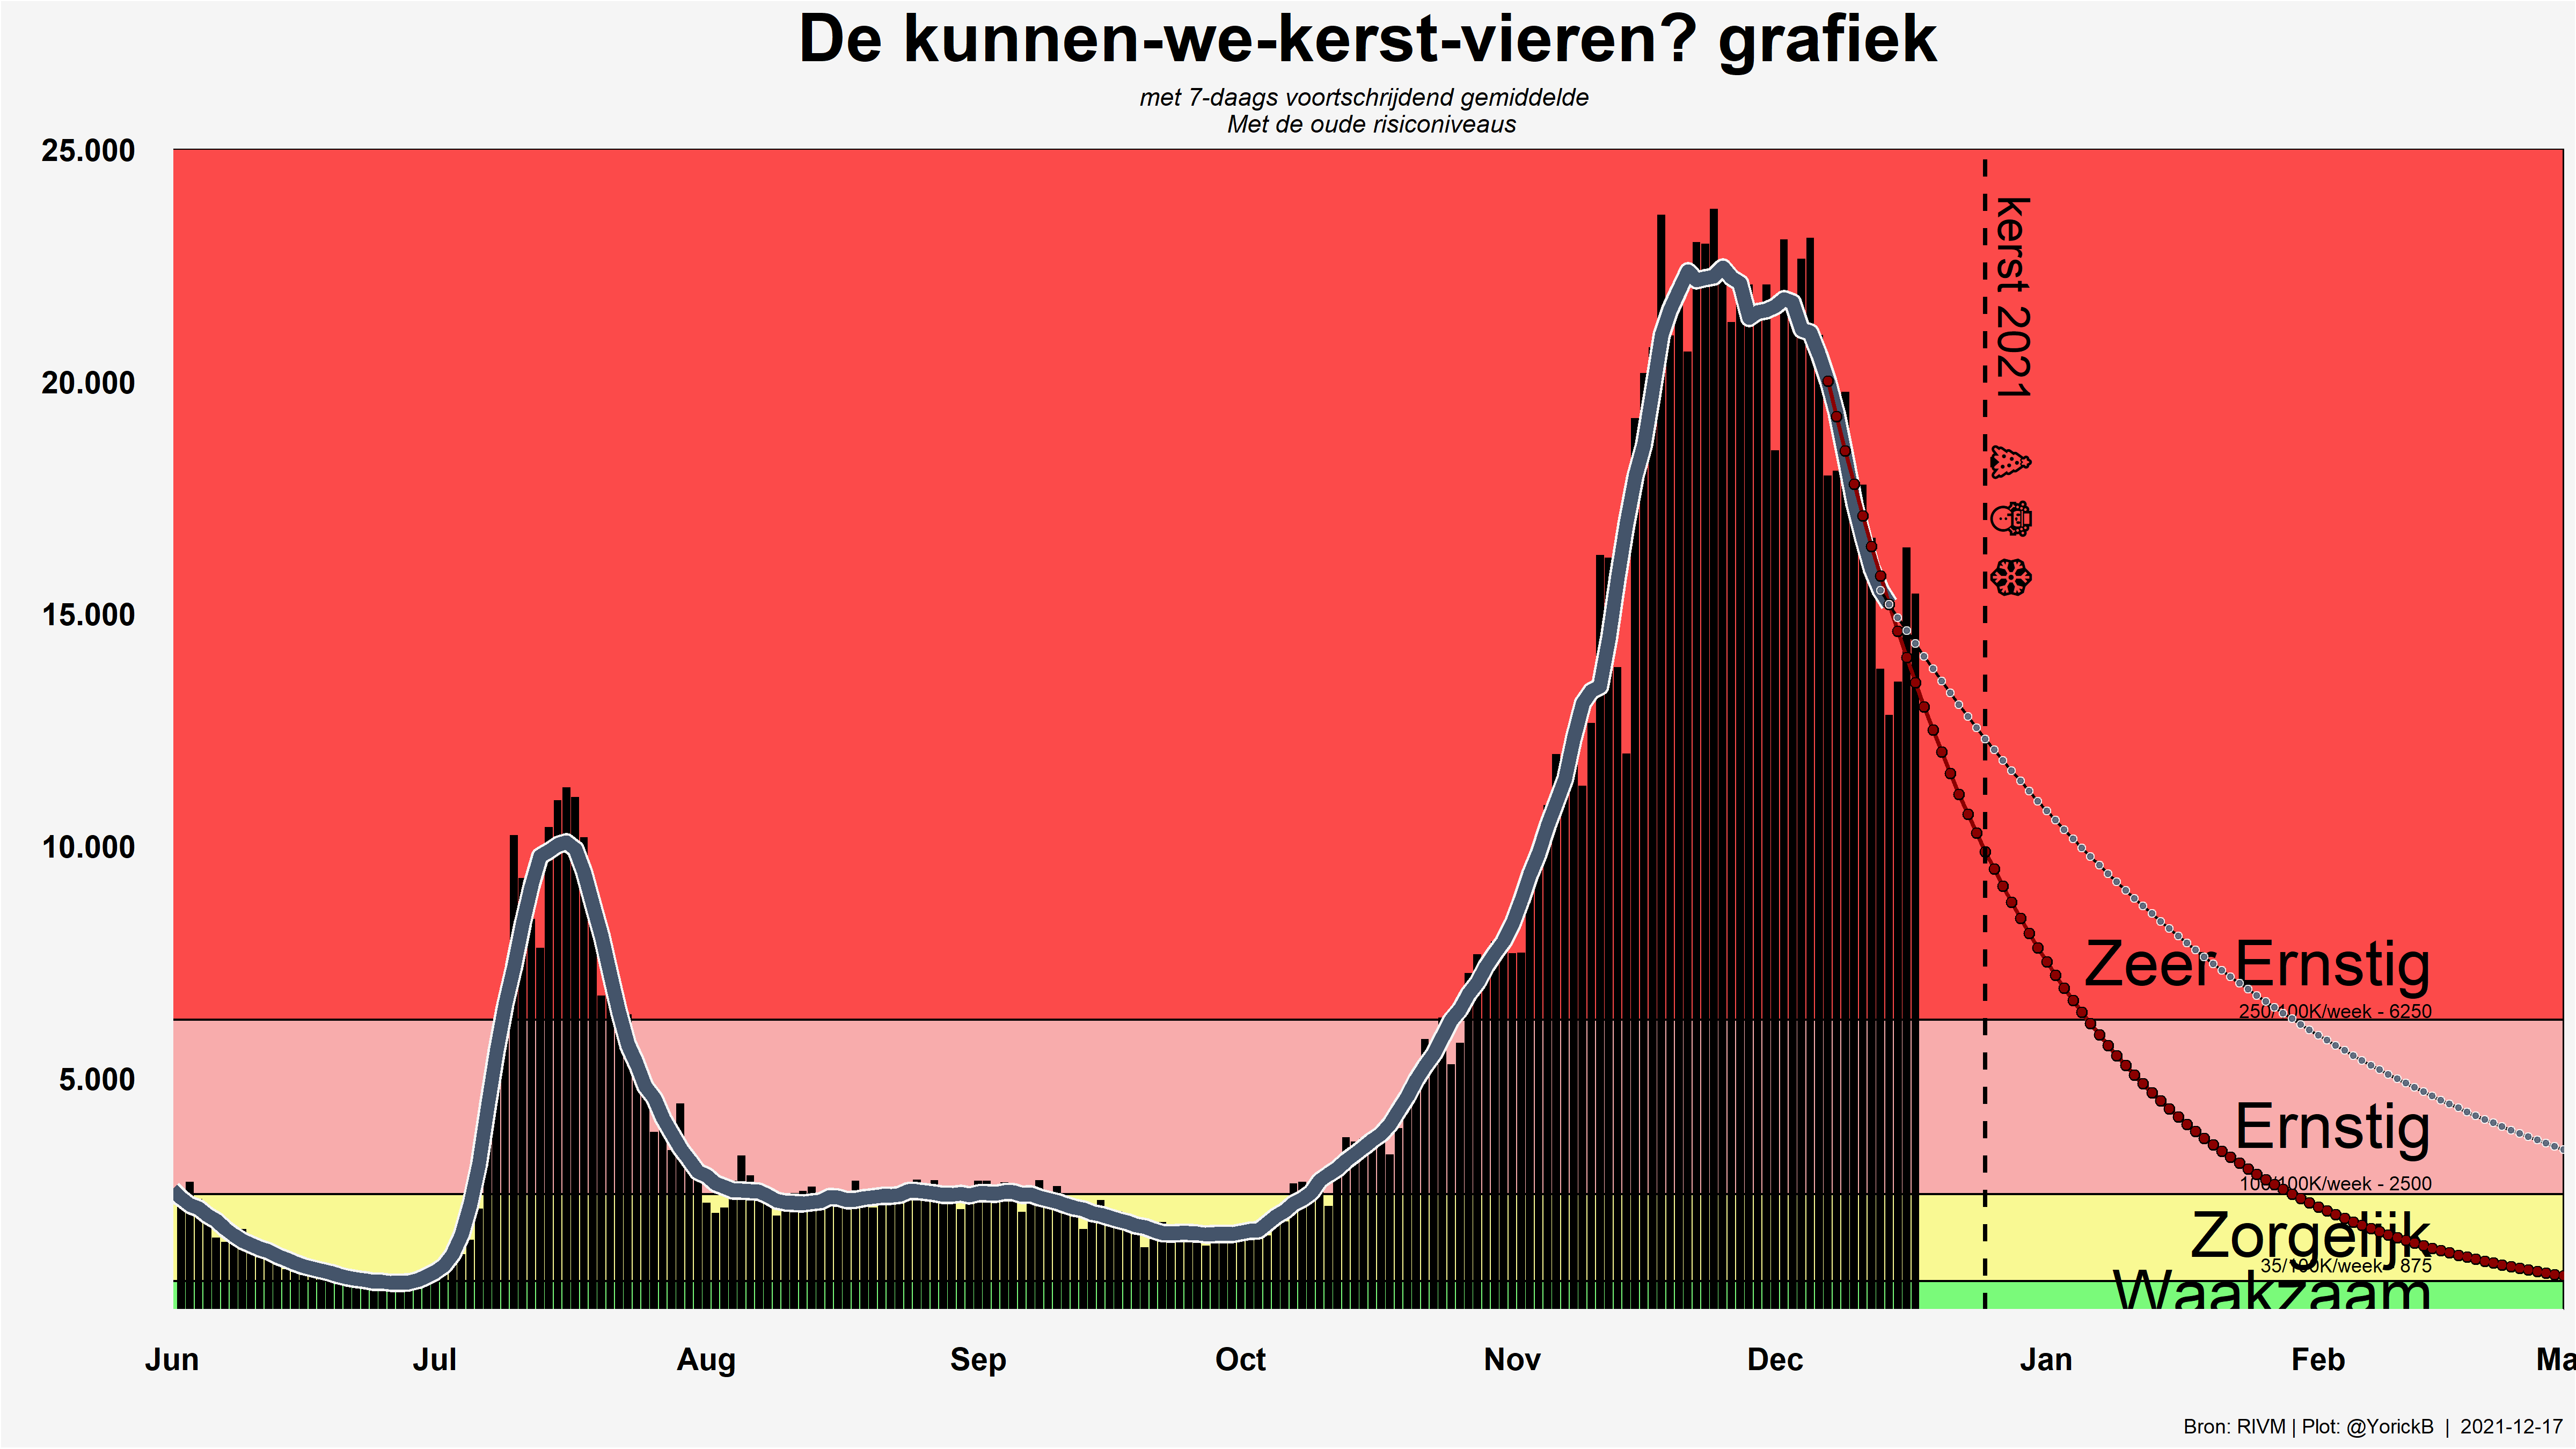 De kunnen-we-kerst-vieren? grafiek
met 7-daags voortschrijdend gemiddelde
Met de oude risiconiveaus
25.000
20.000
15.000
10.000
5.000
kerst 2021
Zeer Ernstig
250/100K/week - 6250
Ernstig
100/100K/week - 2500
Zorgelijk
35/100K/week - 875
Waakzaam
Jun Jul Aug Sep Oct Nov Dec Jan Feb Ma
Bron: RIVM | Plot: @YorickB | 2021-12-17